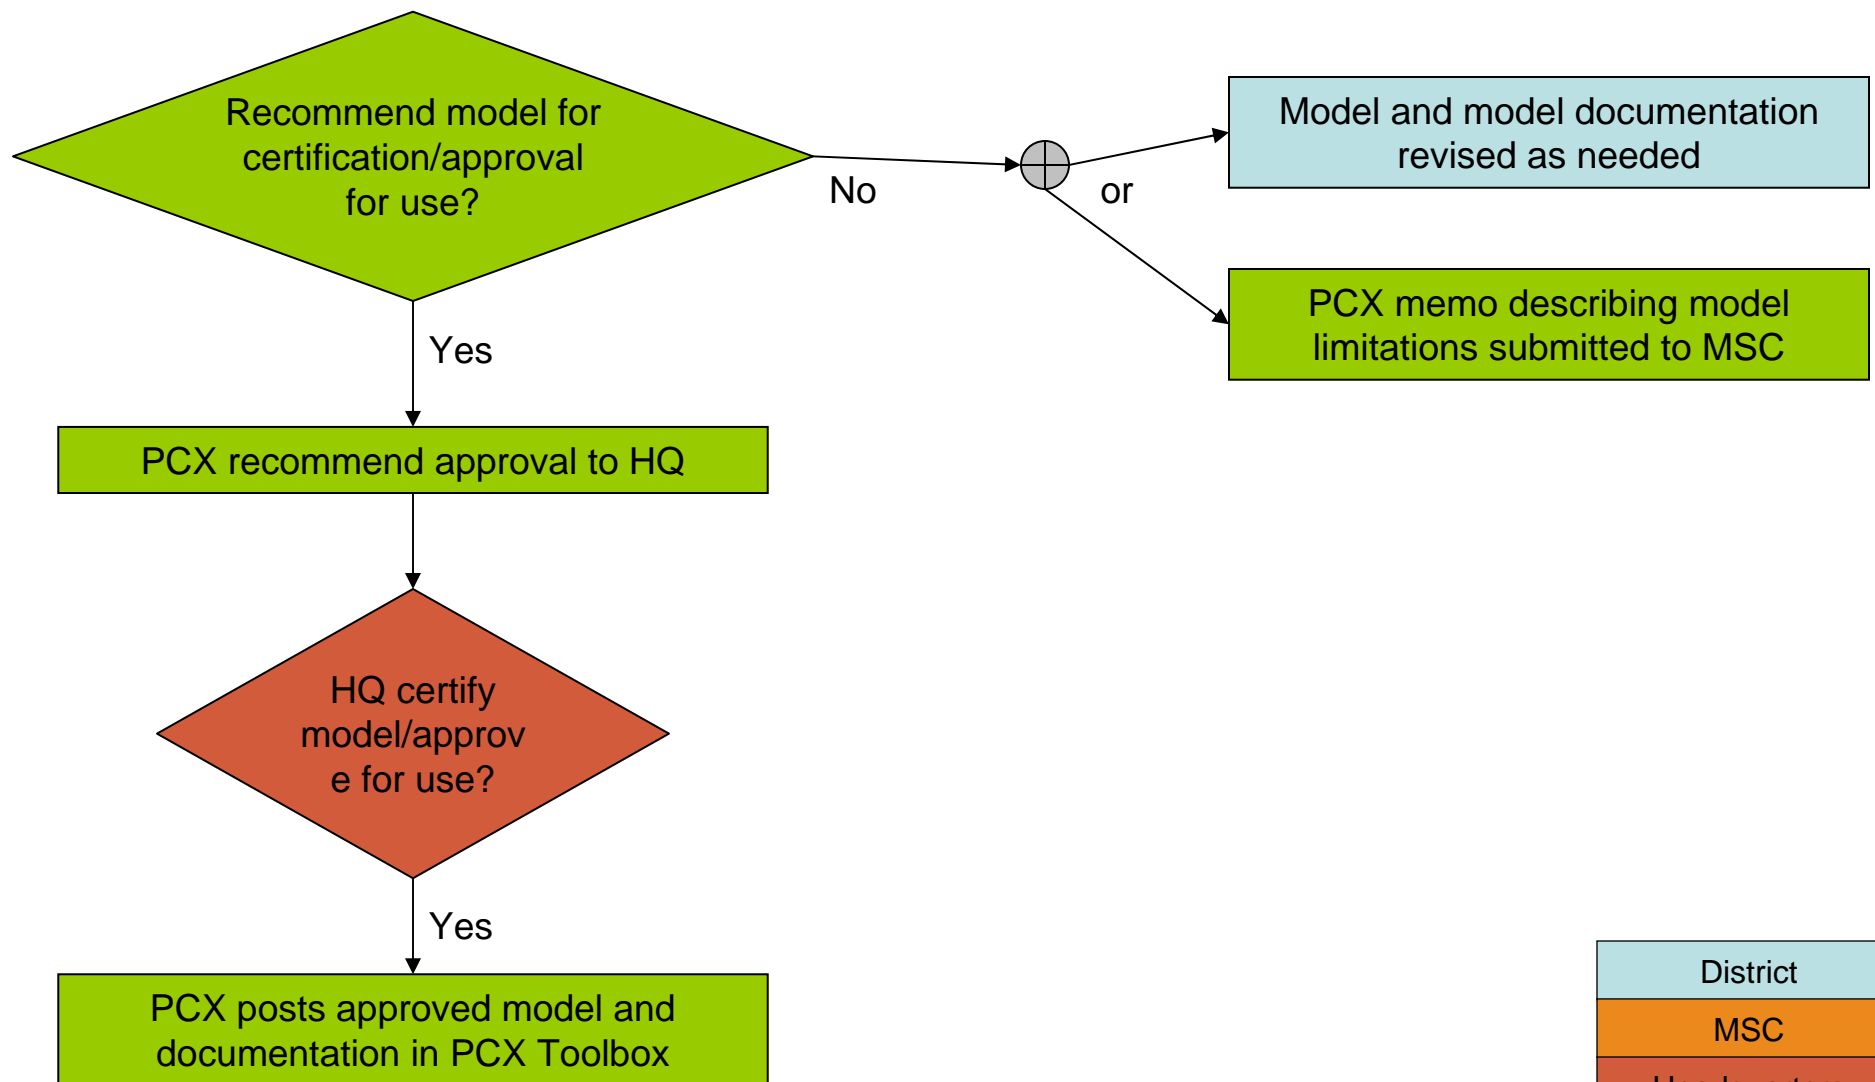 Recommend model for
certification/approval
for use?
No
or
Model and model documentation
revised as needed
PCX memo describing model
limitations submitted to MSC
Yes
PCX recommend approval to HQ
HQ certify
model/approv
e for use?
Yes
PCX posts approved model and
documentation in PCX Toolbox
District
MSC
Headquarters